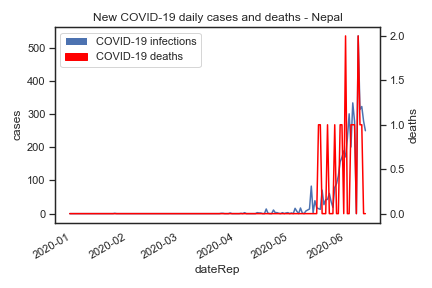 New COVID-19 daily cases and deaths - Nepal
COVID-19 infections
COVID-19 deaths
cases
500
400
300
200
100
0
deaths
2.0
1.5
1.0
0.5
0.0
2020-01
2020-02
2020-03
2020-04
2020-05
2020-06
dateRep